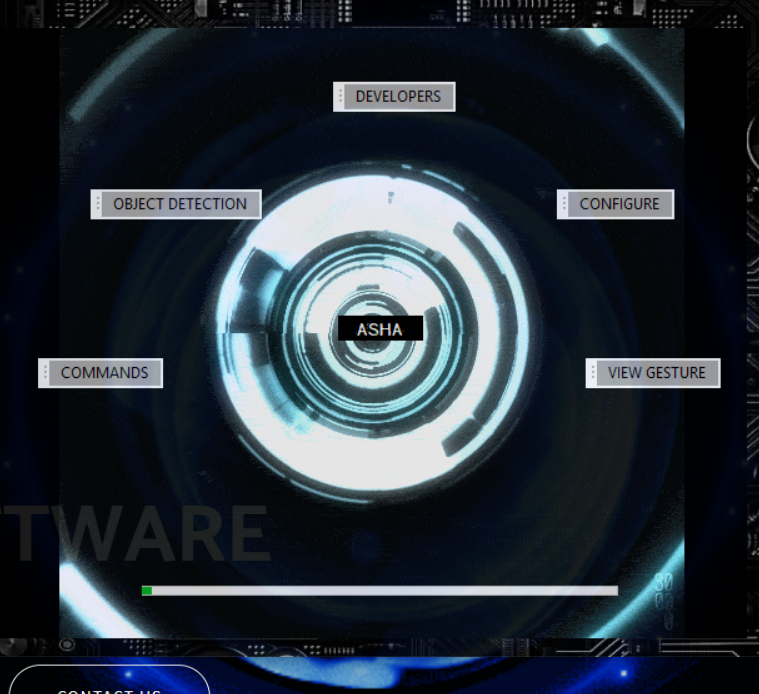 DEVELOPERS
OBJECT DETECTION
CONFIGURE
ASHA
COMMANDS
VIEW GESTURE
TWARE
CONTACT US